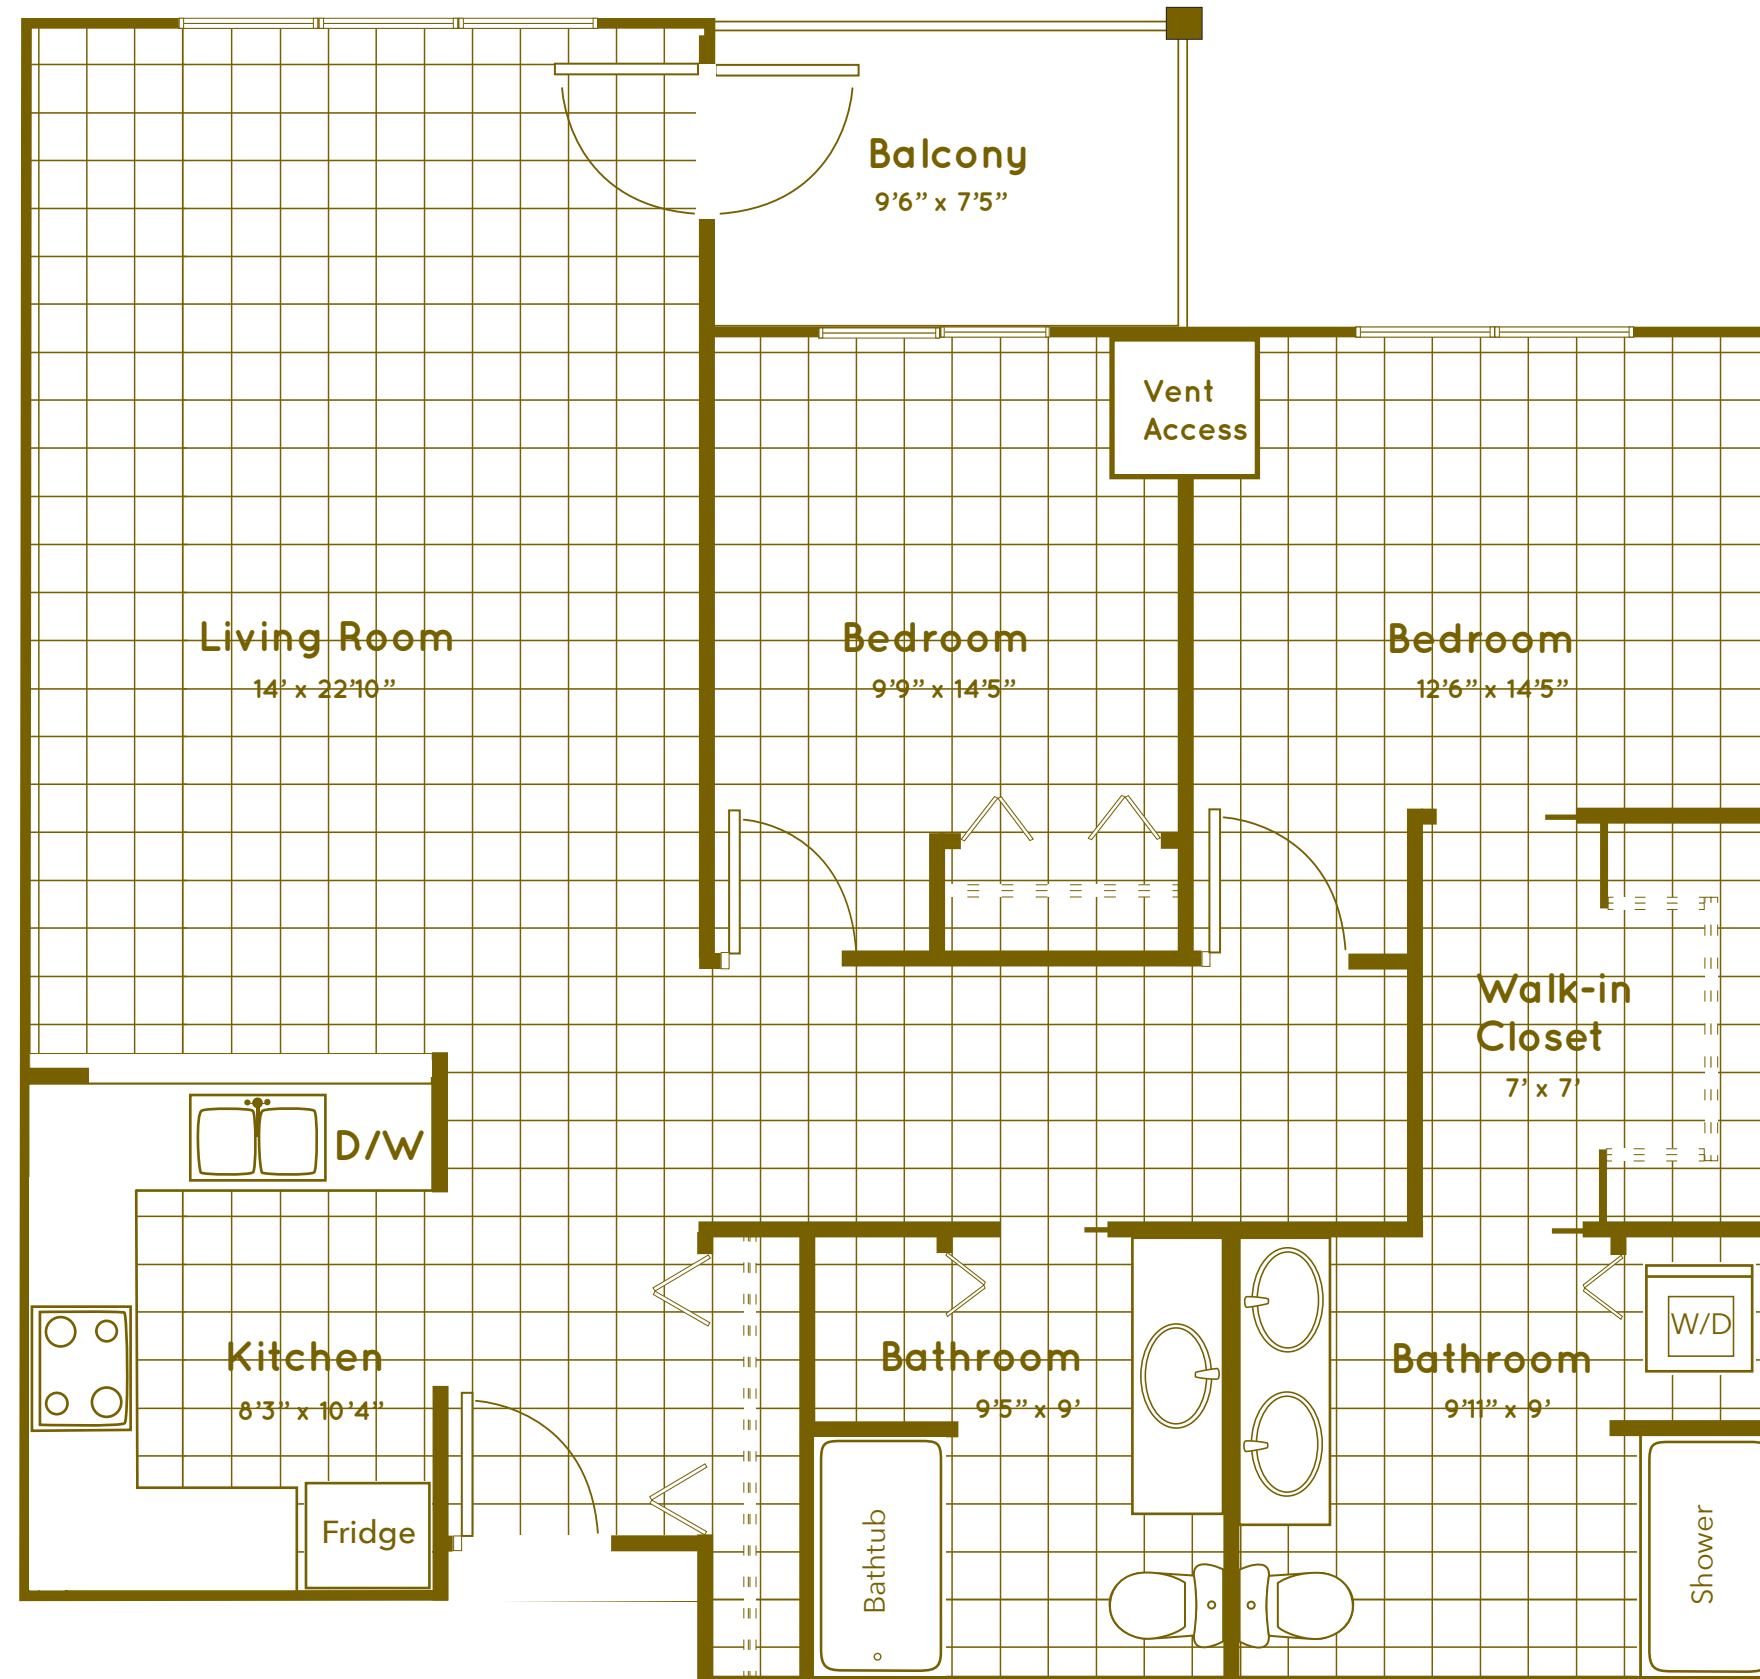 Balcony
9’6” x 7’5”
Vent
Access
Living Room
14’ x 22’10”
Bedroom
9’9” x 14’5”
Bedroom
12’6” x 14’5”
Walk-in
Closet
7’ x 7’
D/W
Kitchen
8’3” x 10’4”
Fridge
Bathroom
9’5” x 9’
Bathtub
Bathroom
9’11” x 9’
W/D
Shower